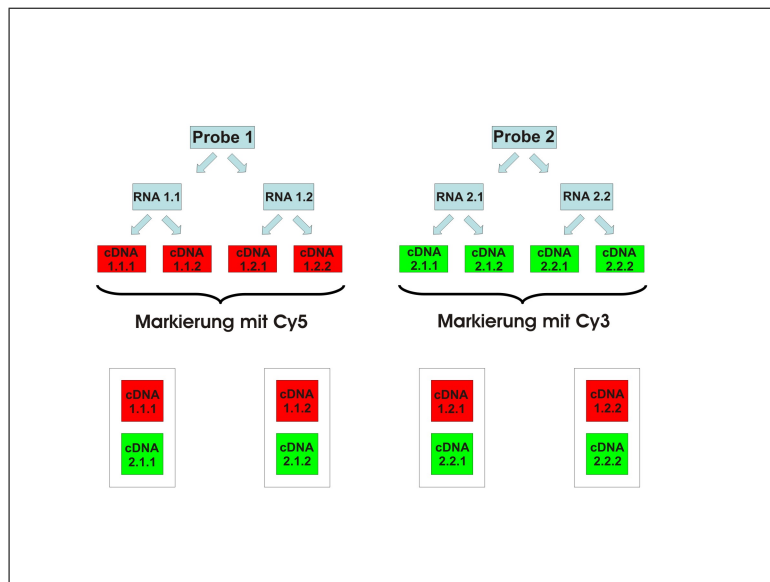 Probe 1
Probe 2
RNA 1.1
RNA 1.2
RNA 2.1
RNA 2.2
cDNA
1.1.1
cDNA
1.1.2
cDNA
1.2.1
cDNA
1.2.2
cDNA
2.1.1
cDNA
2.1.2
cDNA
2.2.1
cDNA
2.2.2
Markierung mit Cy5
Markierung mit Cy3
cDNA
1.1.1
cDNA
2.1.1
cDNA
1.1.2
cDNA
2.1.2
cDNA
1.2.1
cDNA
2.2.1
cDNA
1.2.2
cDNA
2.2.2